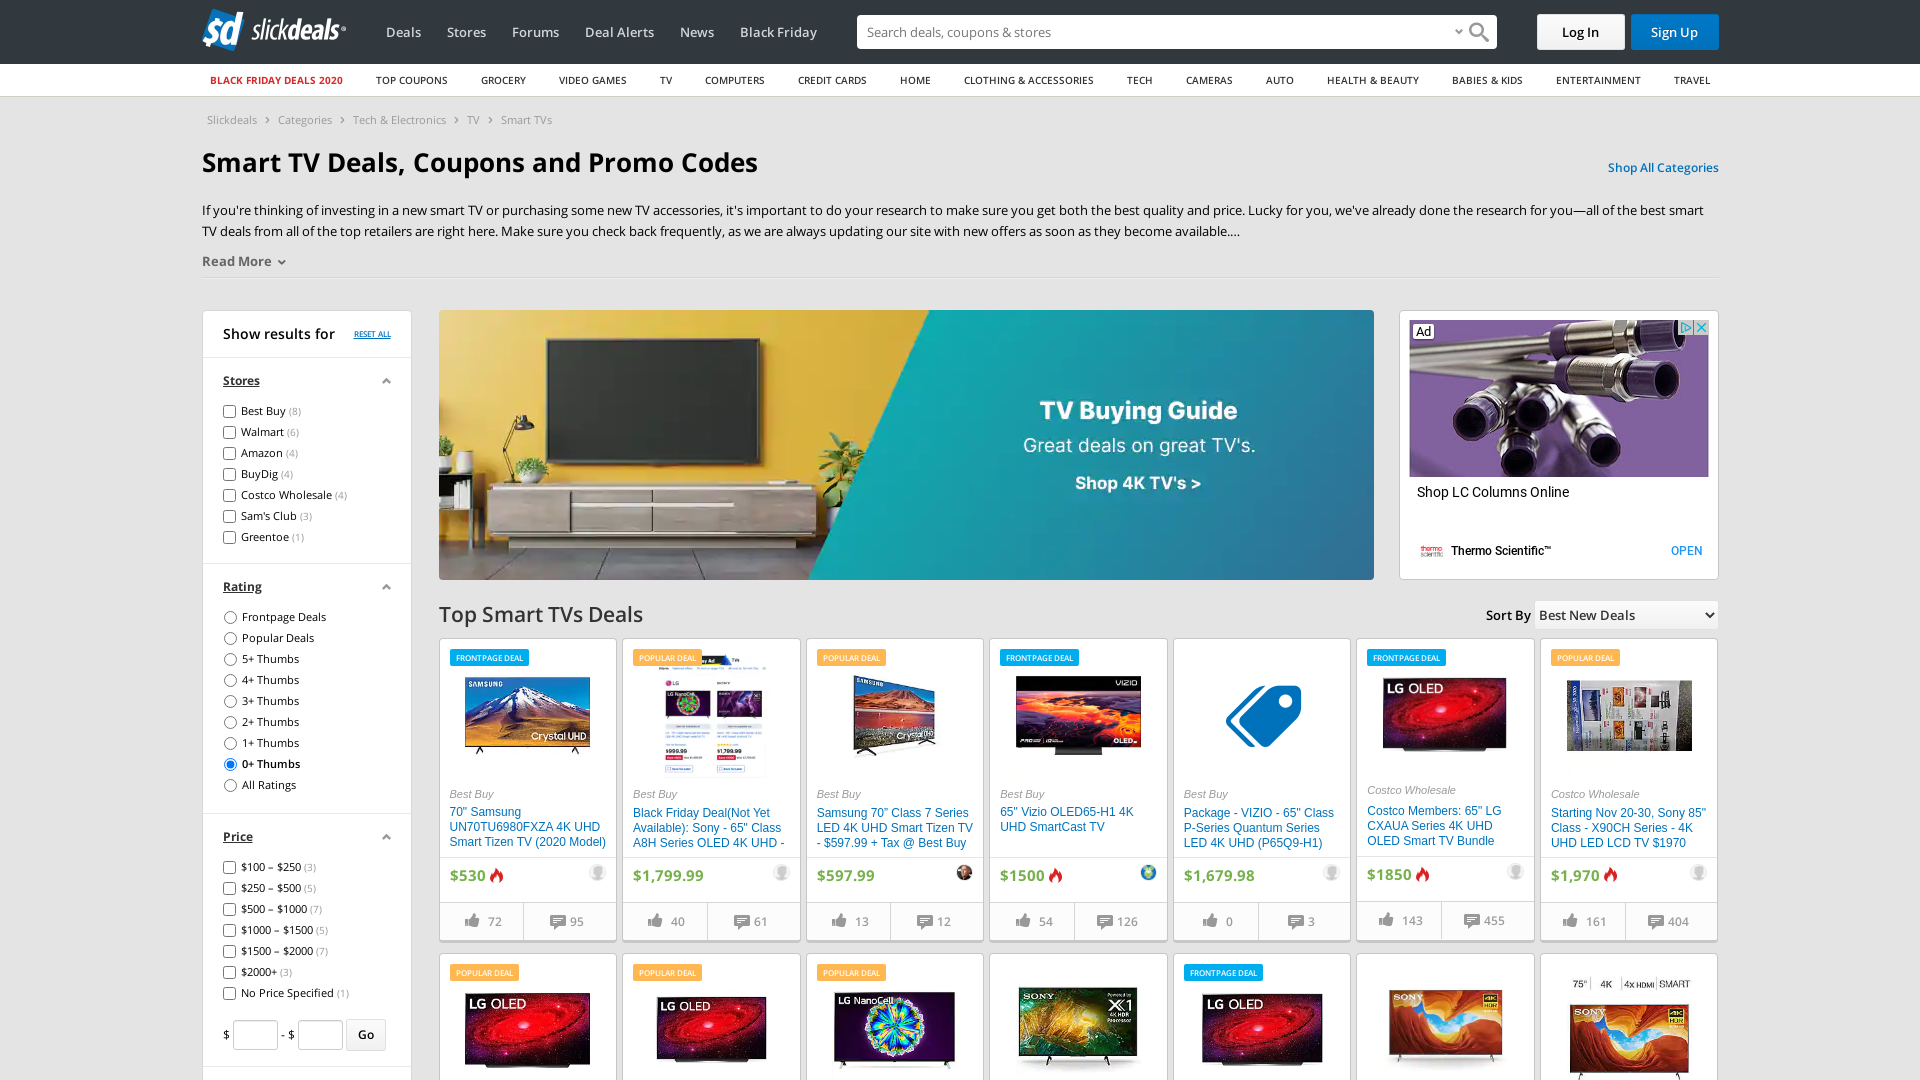 slickdeals
Deals
Stores
Forums
Deal Alerts
News
Black Friday
Search deals, coupons & stores
Log In
Sign Up
BLACK FRIDAY DEALS 2020
TOP COUPONS
GROCERY
VIDEO GAMES
TV
COMPUTERS
CREDIT CARDS
HOME
CLOTHING & ACCESSORIES
TECH
CAMERAS
AUTO
HEALTH & BEAUTY
BABIES & KIDS
ENTERTAINMENT
TRAVEL
Slickdeals > Categories > Tech & Electronics > TV > Smart TVs
Smart TV Deals, Coupons and Promo Codes
Shop All Categories
If you're thinking of investing in a new smart TV or purchasing some new TV accessories, it's important to do your research to make sure you get both the best quality and price. Lucky for you, we've already done the research for you—all of the best smart
TV deals from all of the top retailers are right here. Make sure you check back frequently, as we are always updating our site with new offers as soon as they become available....
Read More
Show results for
RESET ALL
Stores
Best Buy (8)
Walmart (6)
Amazon (4)
BuyDig (4)
Costco Wholesale (4)
Sam's Club (3)
Greentoe (1)
Rating
Frontpage Deals
Popular Deals
5+ Thumbs
4+ Thumbs
3+ Thumbs
2+ Thumbs
1+ Thumbs
0+ Thumbs
All Ratings
Price
$100 – $250 (3)
$250 – $500 (5)
$500 – $1000 (7)
$1000 – $1500 (5)
$1500 – $2000 (7)
$2000+ (3)
No Price Specified (1)
$ - $ Go
TV Buying Guide
Great deals on great TV's.
Shop 4K TV's >
Ad
Shop LC Columns Online
thermo scientific
Thermo Scientific™
OPEN
Top Smart TVs Deals
Sort By
Best New Deals
FRONTPAGE DEAL
SAMSUNG
Crystal UHD
Best Buy
70" Samsung
UN70TU6980FXZA 4K UHD
Smart Tizen TV (2020 Model)
$530
72
95
POPULAR DEAL
Best Buy
Black Friday Deal(Not Yet
Available): Sony - 65" Class
A8H Series OLED 4K UHD -
$1,799.99
40
61
POPULAR DEAL
SAMSUNG
Crystal UHD
Best Buy
Samsung 70" Class 7 Series
LED 4K UHD Smart Tizen TV
- $597.99 + Tax @ Best Buy
$597.99
13
12
FRONTPAGE DEAL
VIZIO
OLED
Best Buy
65" Vizio OLED65-H1 4K
UHD SmartCast TV
$1500
54
126
Best Buy
Package - VIZIO - 65" Class
P-Series Quantum Series
LED 4K UHD (P65Q9-H1)
$1,679.98
0
3
FRONTPAGE DEAL
LG OLED
Costco Wholesale
Costco Members: 65" LG
CXAUA Series 4K UHD
OLED Smart TV Bundle
$1850
143
455
POPULAR DEAL
Costco Wholesale
Starting Nov 20-30, Sony 85"
Class - X90CH Series - 4K
UHD LED LCD TV $1970
$1,970
161
404
POPULAR DEAL
LG OLED
POPULAR DEAL
LG OLED
POPULAR DEAL
LG NanoCell
SONY
Powered by
X1
4K HDR
Processor
FRONTPAGE DEAL
LG OLED
SONY
4K
HDR
75" | 4K | 4x HDMI | SMART
SONY
4K
HDR